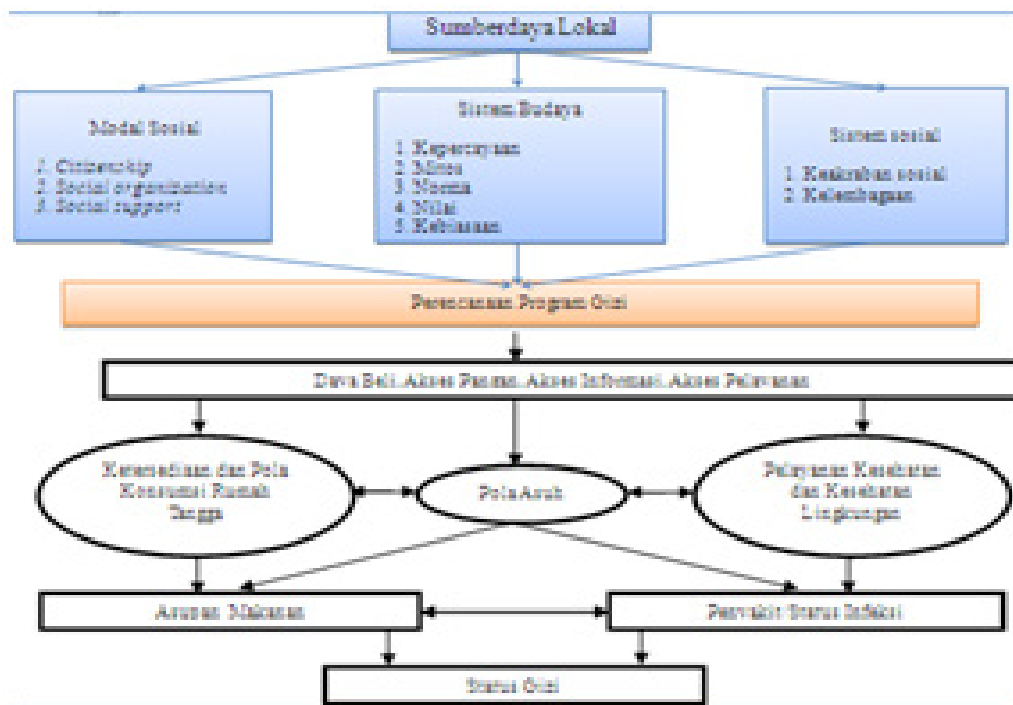 Sumberdaya Lokal
Modal Sosial
1. Citizenship
2. Social organization
3. Social support
Sistem Budaya
1. Kepercayaan
2. Mitos
3. Norma
4. Nilai
5. Kebiasaan
Sistem sosial
1. Keakraban sosial
2. Kelembagaan
Perencanaan Program Gizi
Daya Beli, Akses Pangan, Akses Informasi, Akses Pelayanan
Ketersediaan dan Pola
Konsumsi Rumah
Tangga
Pola Asuh
Pelayanan Kesehatan
dan Kesehatan
Lingkungan
Asupan Makanan
Penyakit Status Infeksi
Status Gizi